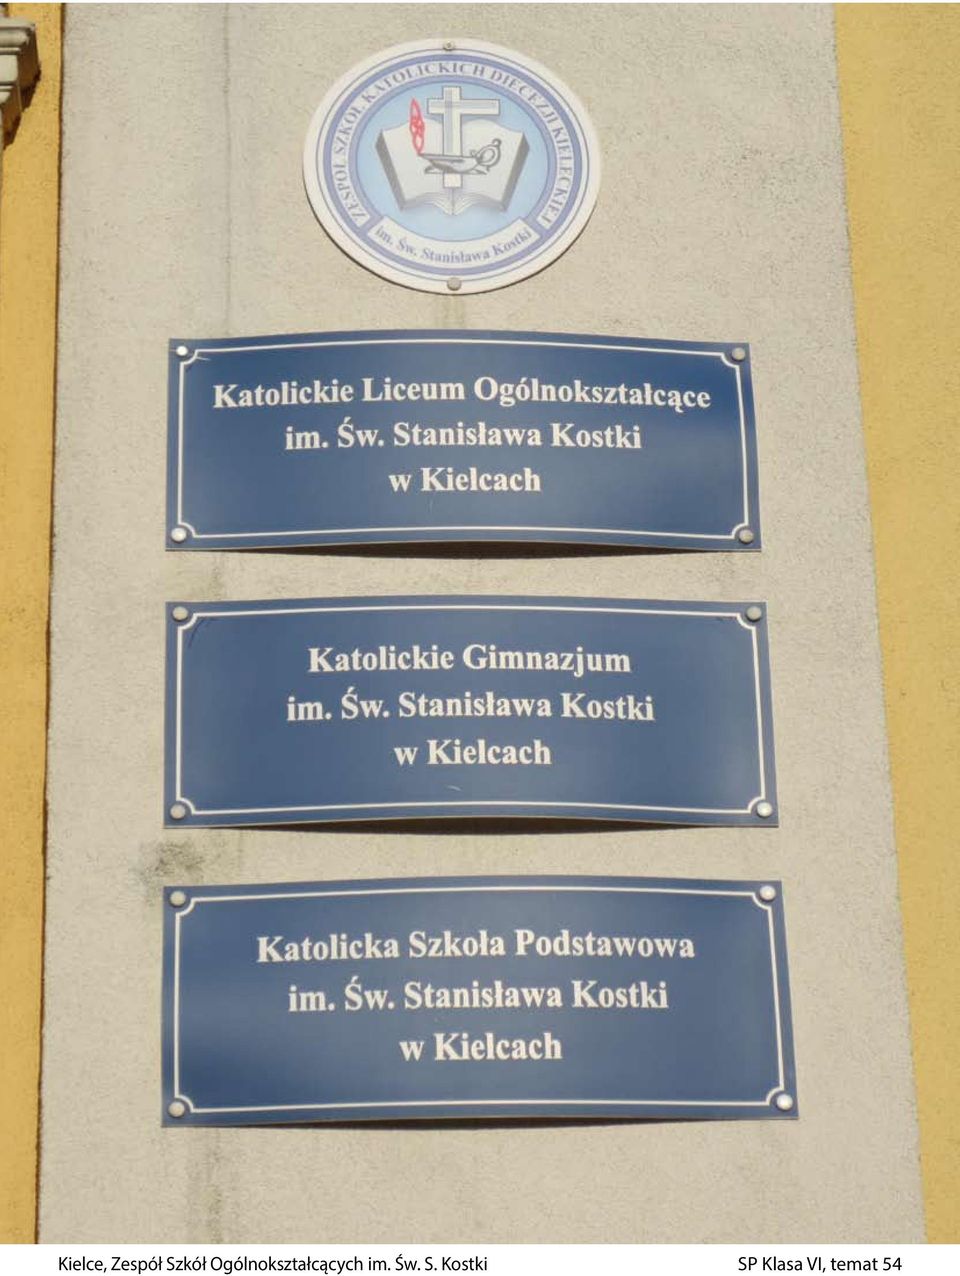 ZESPÓŁ SZKÓŁ KATOLICKICH DIECEZJI KIELECKIEJ
im. Św. Stanisława Kostki
Katolickie Liceum Ogólnokształcące
im. Św. Stanisława Kostki
w Kielcach
Katolickie Gimnazjum
im. Św. Stanisława Kostki
w Kielcach
Katolicka Szkoła Podstawowa
im. Św. Stanisława Kostki
w Kielcach
Kielce, Zespół Szkół Ogólnokształcących im. Św. S. Kostki
SP Klasa VI, temat 54